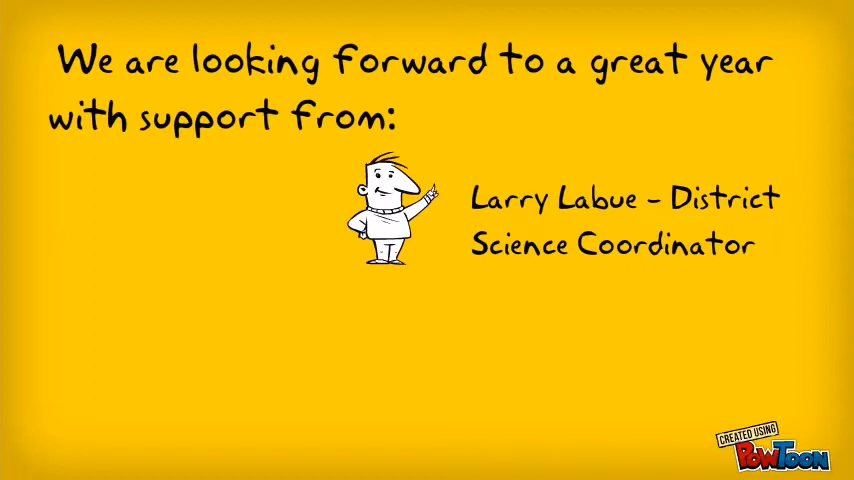 We are looking forward to a great year
with support from:
Larry Labue - District
Science Coordinator
CREATED USING
POWTOON